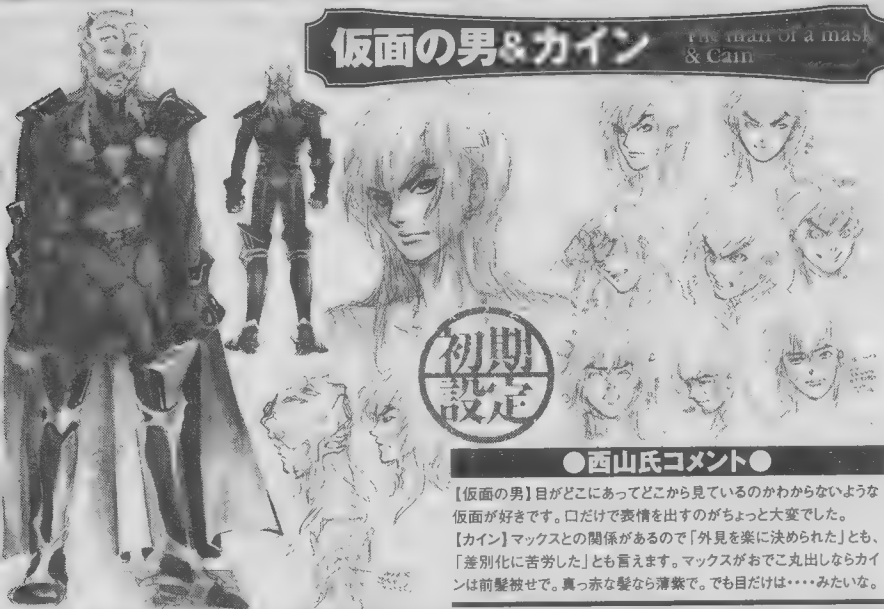 仮面の男&カイン
The man of a mask
& Cain
初期
設定
●西山氏コメント●
【仮面の男】目がどこにあってどこから見ているのかわからないような
仮面が好きです。口だけで表情を出すのがちょっと大変でした。
【カイン】マックスとの関係があるので「外見を楽に決められた」とも、
「差別化に苦労した」とも言えます。マックスがおでこ丸出しならカイ
ンは前髪被せで。真っ赤な髪なら薄紫で。でも目だけは・・・・みたいな。